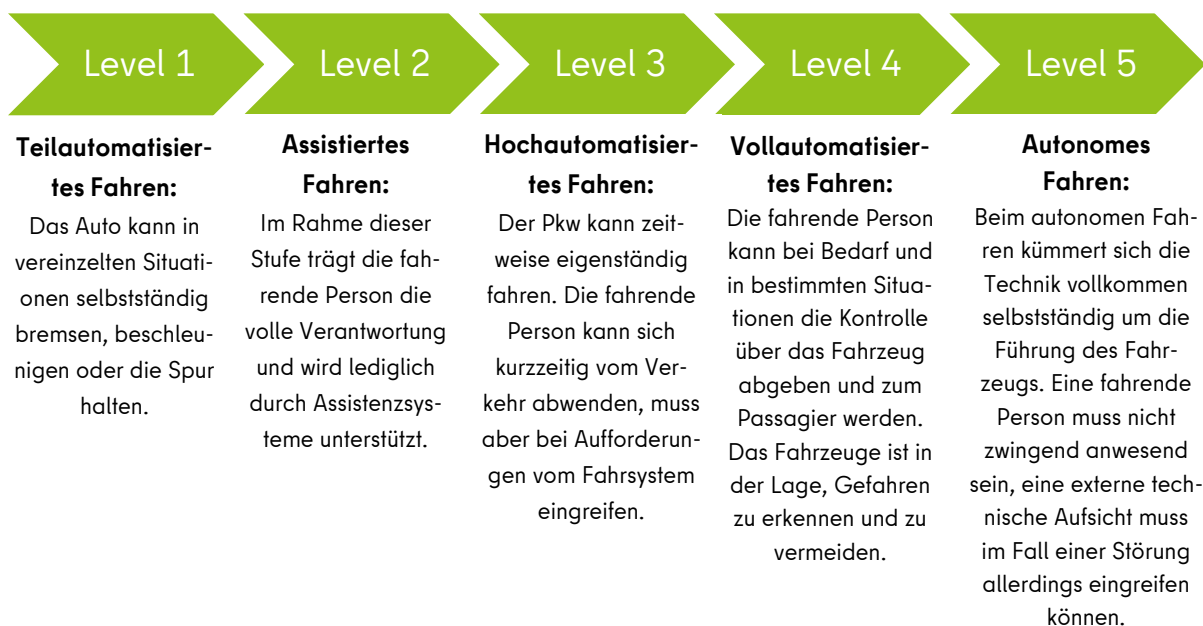 Level 1
Level 2
Level 3
Level 4
Level 5
Teilautomatisier-
tes Fahren:
Das Auto kann in
vereinzelten Situati-
onen selbstständig
bremsen, beschleu-
nigen oder die Spur
halten.
Assistiertes
Fahren:
Im Rahme dieser
Stufe trägt die fah-
rende Person die
volle Verantwortung
und wird lediglich
durch Assistenzsys-
teme unterstützt.
Hochautomatisier-
tes Fahren:
Der Pkw kann zeit-
weise eigenständig
fahren. Die fahrende
Person kann sich
kurzzeitig vom Ver-
kehr abwenden, muss
aber bei Aufforderun-
gen vom Fahrsystem
eingreifen.
Vollautomatisier-
tes Fahren:
Die fahrende Person
kann bei Bedarf und
in bestimmten Situa-
tionen die Kontrolle
über das Fahrzeug
abgeben und zum
Passagier werden.
Das Fahrzeuge ist in
der Lage, Gefahren
zu erkennen und zu
vermeiden.
Autonomes
Fahren:
Beim autonomen Fah-
ren kümmert sich die
Technik vollkommen
selbstständig um die
Führung des Fahr-
zeugs. Eine fahrende
Person muss nicht
zwingend anwesend
sein, eine externe tech-
nische Aufsicht muss
im Fall einer Störung
allerdings eingreifen
können.